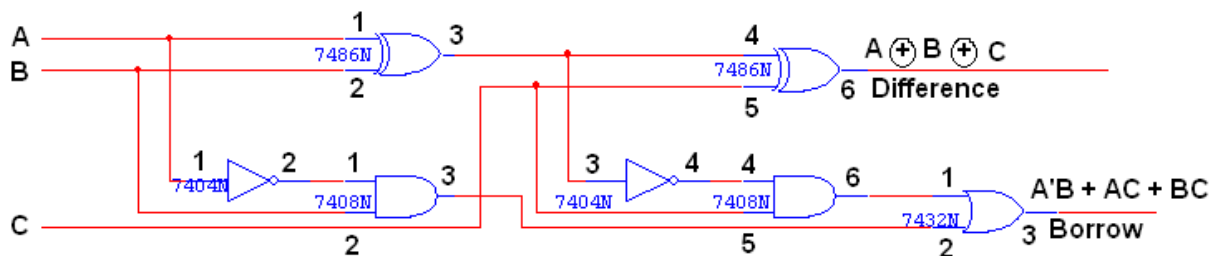 A
B
C
1
2
7486N
3
4
5
7486N
6
A + B + C
Difference
1
7404N
2
1
7408N
2
3
3
7404N
4
4
7408N
5
6
1
7432N
2
3
A'B + AC + BC
Borrow